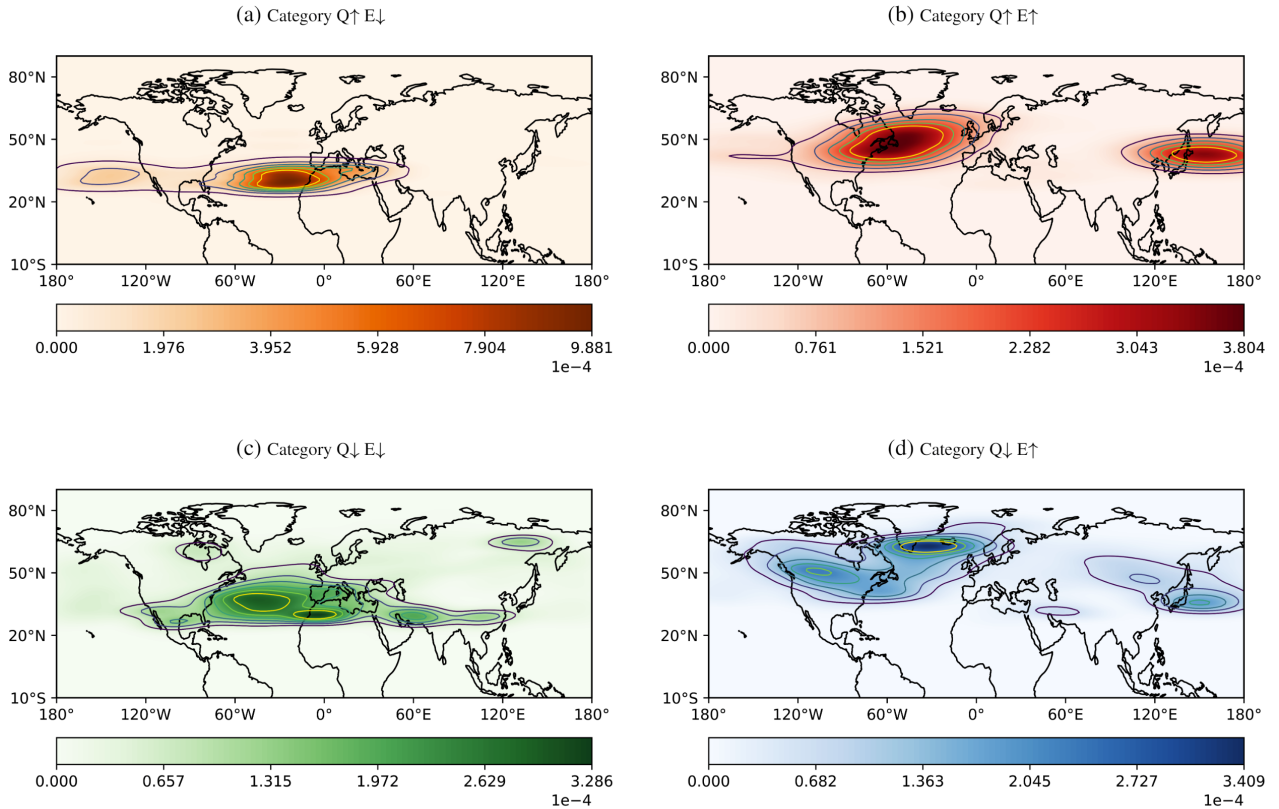 (a) Category Q↑ E↓
80°N
50°N
20°N
10°S
180° 120°W 60°W 0° 60°E 120°E 180°
0.000 1.976 3.952 5.928 7.904 9.881
1e−4
(b) Category Q↑ E↑
80°N
50°N
20°N
10°S
180° 120°W 60°W 0° 60°E 120°E 180°
0.000 0.761 1.521 2.282 3.043 3.804
1e−4
(c) Category Q↓ E↓
80°N
50°N
20°N
10°S
180° 120°W 60°W 0° 60°E 120°E 180°
0.000 0.657 1.315 1.972 2.629 3.286
1e−4
(d) Category Q↓ E↑
80°N
50°N
20°N
10°S
180° 120°W 60°W 0° 60°E 120°E 180°
0.000 0.682 1.363 2.045 2.727 3.409
1e−4